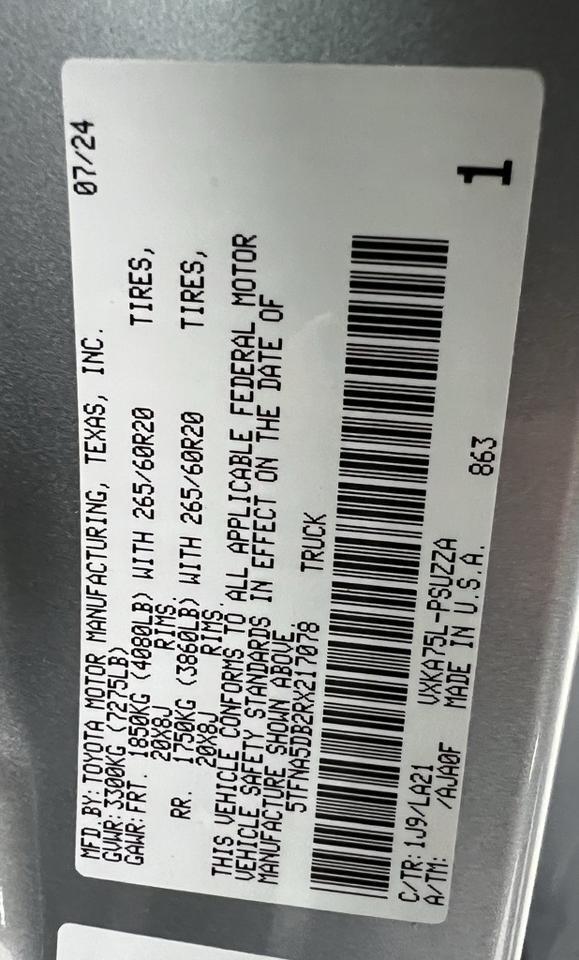 MFD. BY: TOYOTA MOTOR MANUFACTURING, TEXAS, INC. 07/24
GVWR: 3300KG (7275LB)
GAWR: FRT. 1850KG (4080LB) WITH 265/60R20 TIRES,
20X8J RIMS.
RR. 1750KG (3860LB) WITH 265/60R20 TIRES,
20X8J RIMS.
THIS VEHICLE CONFORMS TO ALL APPLICABLE FEDERAL MOTOR
VEHICLE SAFETY STANDARDS IN EFFECT ON THE DATE OF
MANUFACTURE SHOWN ABOVE.
5TFNA5DB2RX217078 TRUCK
C/TR: 1J9/LA21 VXKA75L-PSUZZA 863
A/TM: /AJA0F MADE IN U.S.A.
1